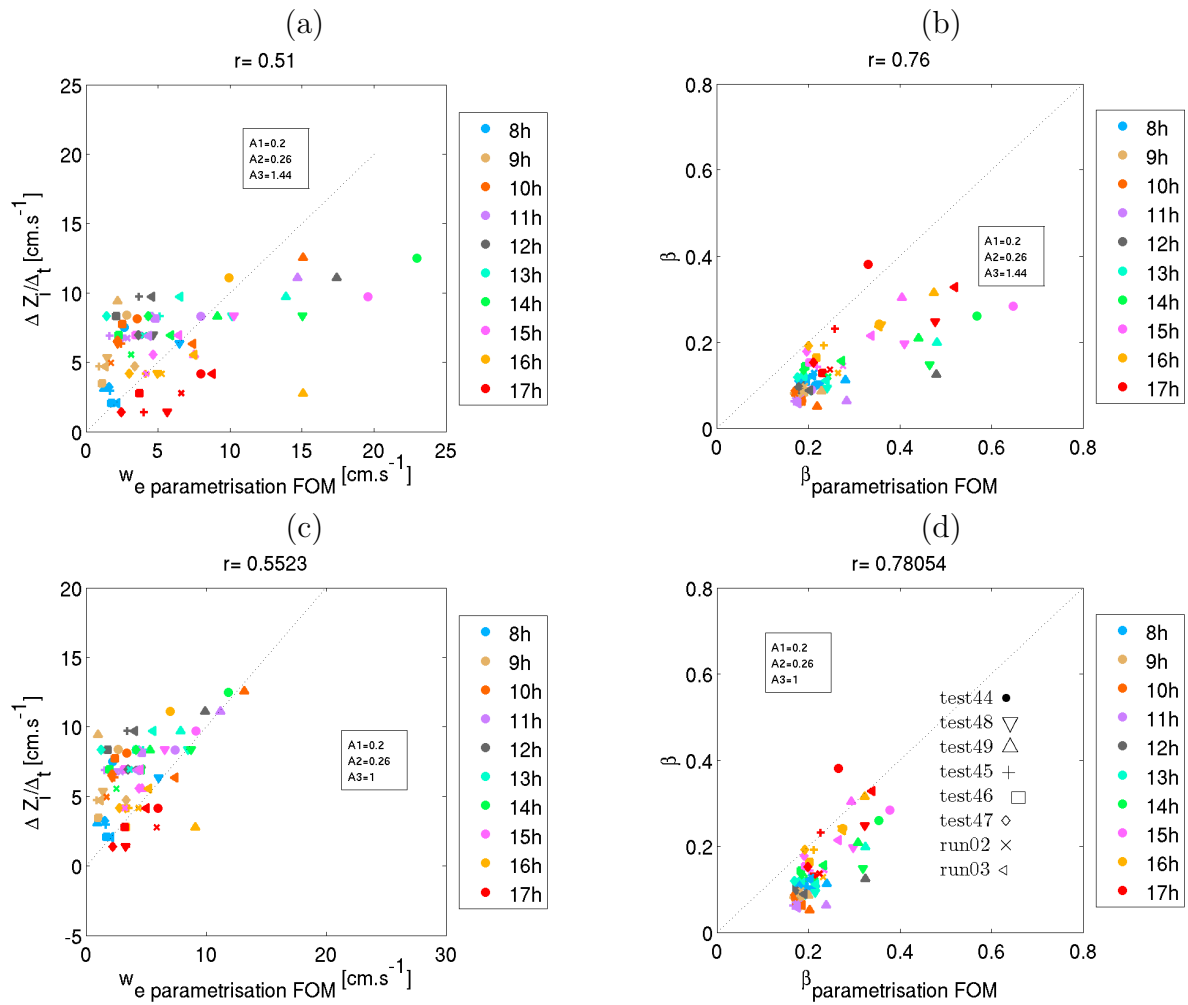 (a)
r= 0.51
25
20
15
10
5
0
0 5 10 15 20 25
Δ Zi/Δt [cm.s-1]
we parametrisation FOM [cm.s-1]
A1=0.2
A2=0.26
A3=1.44
8h
9h
10h
11h
12h
13h
14h
15h
16h
17h
(b)
r= 0.76
0.8
0.6
0.4
0.2
0
0 0.2 0.4 0.6 0.8
β
βparametrisation FOM
A1=0.2
A2=0.26
A3=1.44
8h
9h
10h
11h
12h
13h
14h
15h
16h
17h
(c)
r= 0.5523
20
15
10
5
0
-5
0 10 20 30
Δ Zi/Δt [cm.s-1]
we parametrisation FOM [cm.s-1]
A1=0.2
A2=0.26
A3=1
8h
9h
10h
11h
12h
13h
14h
15h
16h
17h
(d)
r= 0.78054
0.8
0.6
0.4
0.2
0
0 0.2 0.4 0.6 0.8
β
βparametrisation FOM
A1=0.2
A2=0.26
A3=1
test44
test48
test49
test45
test46
test47
run02
run03
8h
9h
10h
11h
12h
13h
14h
15h
16h
17h